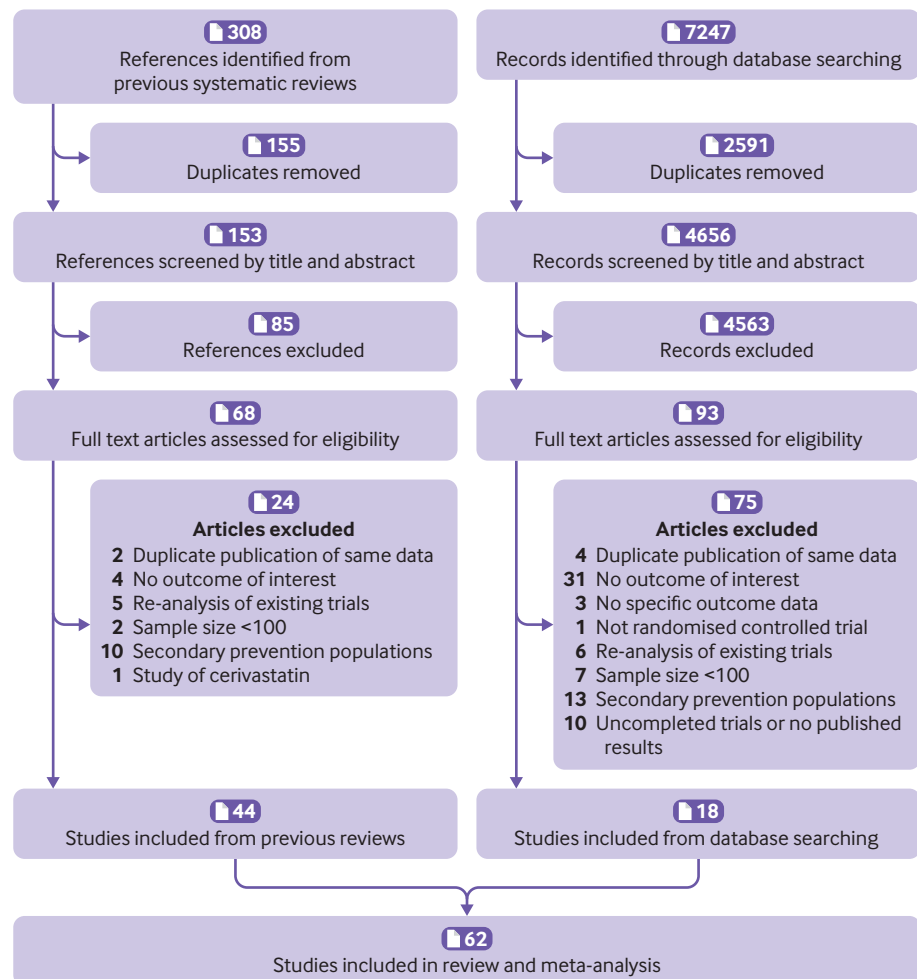 308
References identified from
previous systematic reviews
155
Duplicates removed
153
References screened by title and abstract
85
References excluded
68
Full text articles assessed for eligibility
24
Articles excluded
2 Duplicate publication of same data
4 No outcome of interest
5 Re-analysis of existing trials
2 Sample size <100
10 Secondary prevention populations
1 Study of cerivastatin
44
Studies included from previous reviews
7247
Records identified through database searching
2591
Duplicates removed
4656
Records screened by title and abstract
4563
Records excluded
93
Full text articles assessed for eligibility
75
Articles excluded
4 Duplicate publication of same data
31 No outcome of interest
3 No specific outcome data
1 Not randomised controlled trial
6 Re-analysis of existing trials
7 Sample size <100
13 Secondary prevention populations
10 Uncompleted trials or no published
results
18
Studies included from database searching
62
Studies included in review and meta-analysis